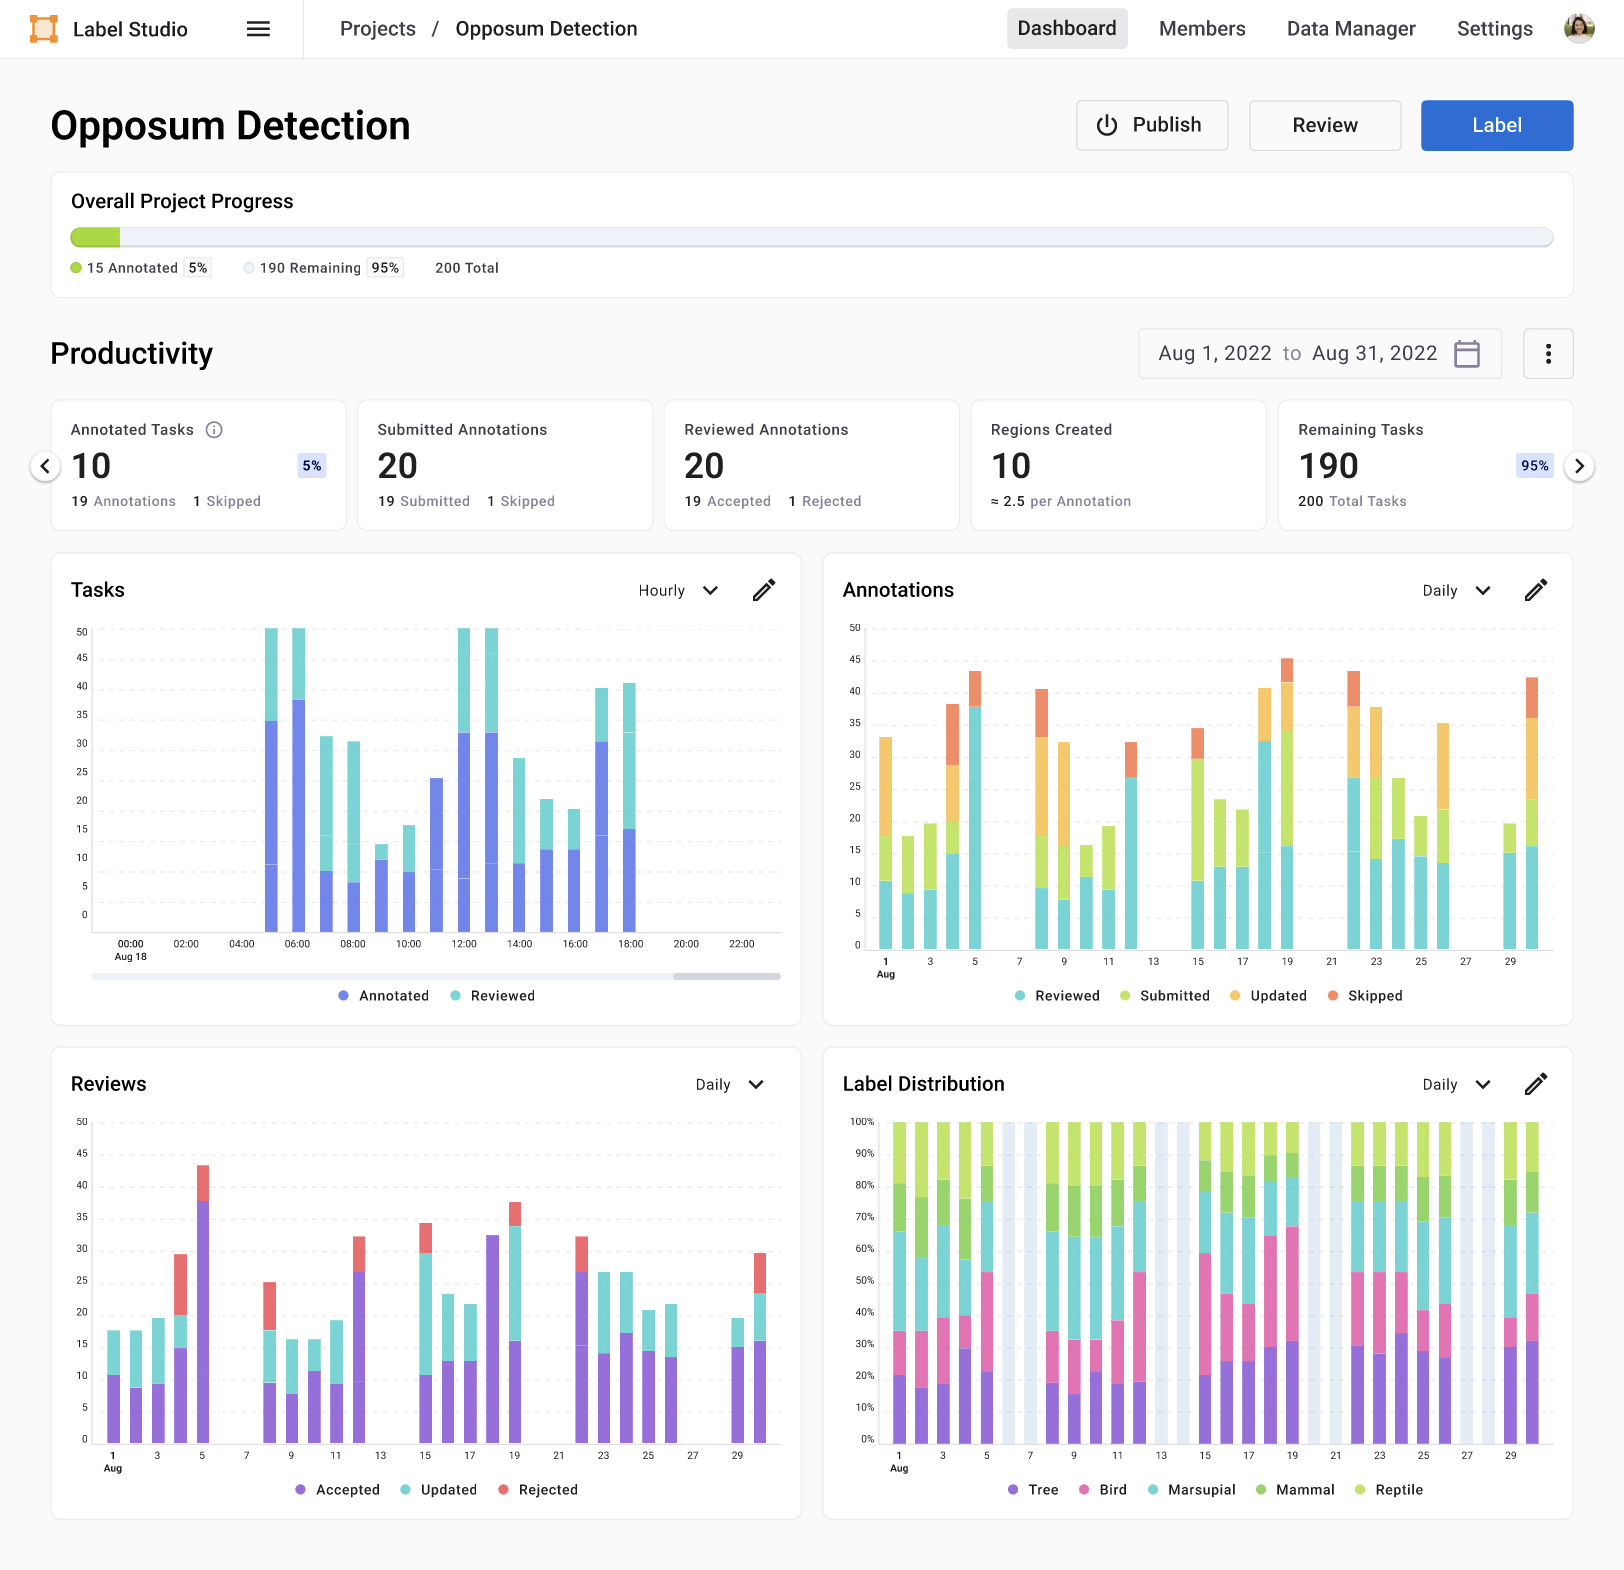 Label Studio
Projects / Opposum Detection
Dashboard Members Data Manager Settings
Opposum Detection
Publish Review Label
Overall Project Progress
15 Annotated 5% 190 Remaining 95% 200 Total
Productivity
Aug 1, 2022 to Aug 31, 2022
Annotated Tasks
10 5%
19 Annotations 1 Skipped
Submitted Annotations
20
19 Submitted 1 Skipped
Reviewed Annotations
20
19 Accepted 1 Rejected
Regions Created
10
≈ 2.5 per Annotation
Remaining Tasks
190 95%
200 Total Tasks
Tasks Hourly
50
45
40
35
30
25
20
15
10
5
0
00:00 02:00 04:00 06:00 08:00 10:00 12:00 14:00 16:00 18:00 20:00 22:00
Aug 18
Annotated Reviewed
Annotations Daily
50
45
40
35
30
25
20
15
10
5
0
1 3 5 7 9 11 13 15 17 19 21 23 25 27 29
Aug
Reviewed Submitted Updated Skipped
Reviews Daily
50
45
40
35
30
25
20
15
10
5
0
1 3 5 7 9 11 13 15 17 19 21 23 25 27 29
Aug
Accepted Updated Rejected
Label Distribution Daily
100%
90%
80%
70%
60%
50%
40%
30%
20%
10%
0%
1 3 5 7 9 11 13 15 17 19 21 23 25 27 29
Aug
Tree Bird Marsupial Mammal Reptile